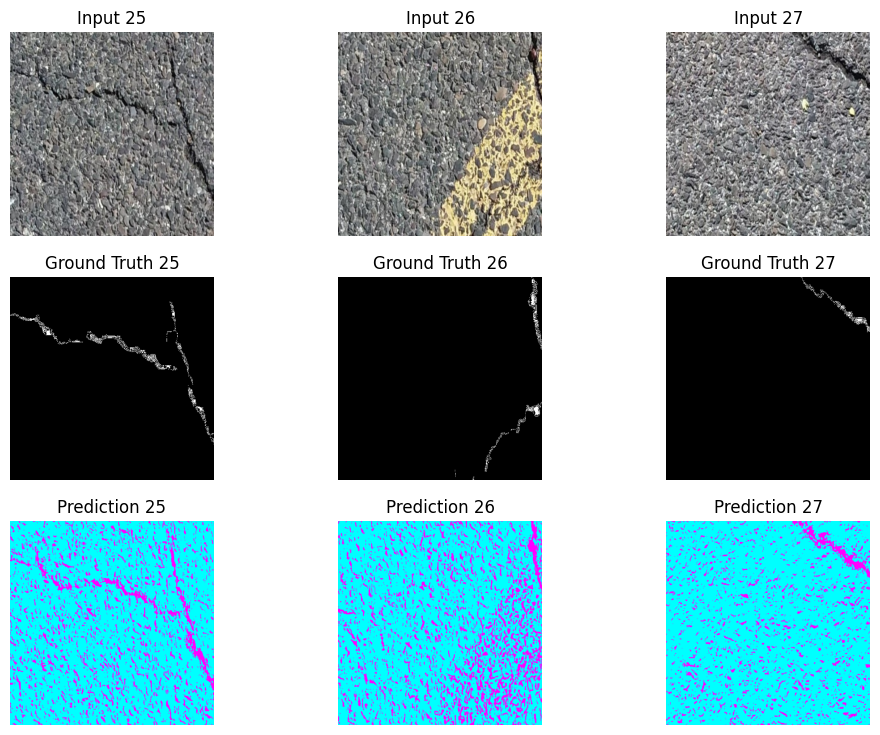 Input 25
Input 26
Input 27
Ground Truth 25
Ground Truth 26
Ground Truth 27
Prediction 25
Prediction 26
Prediction 27